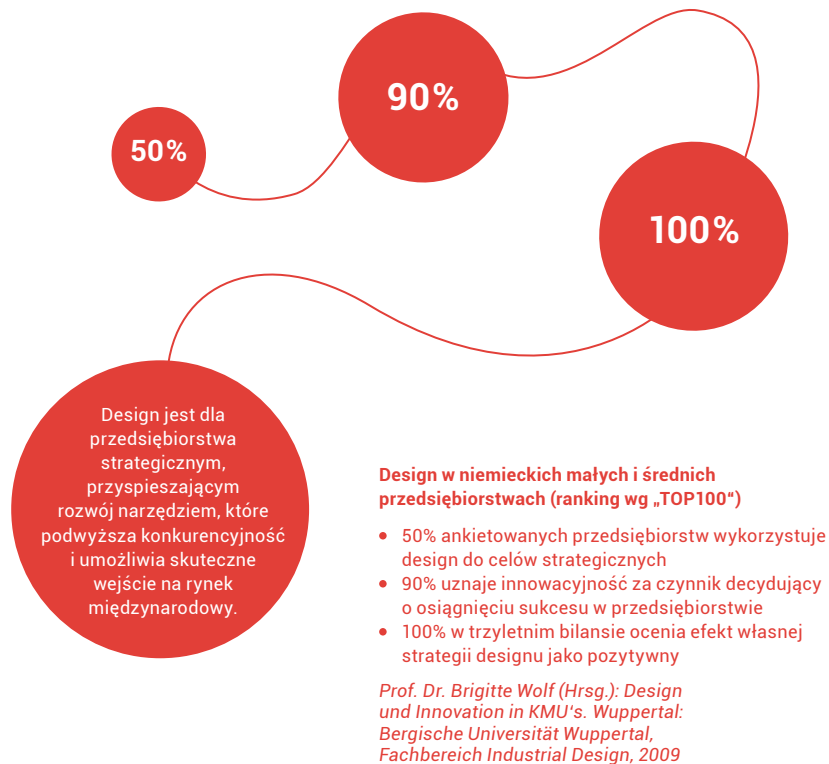 50%
90%
100%
Design jest dla
przedsiębiorstwa
strategicznym,
przyspieszającym
rozwój narzędziem, które
podwyższa konkurencyjność
i umożliwia skuteczne
wejście na rynek
międzynarodowy.
Design w niemieckich małych i średnich
przedsiębiorstwach (ranking wg „TOP100“)
• 50% ankietowanych przedsiębiorstw wykorzystuje
design do celów strategicznych
• 90% uznaje innowacyjność za czynnik decydujący
o osiągnięciu sukcesu w przedsiębiorstwie
• 100% w trzyletnim bilansie ocenia efekt własnej
strategii designu jako pozytywny
Prof. Dr. Brigitte Wolf (Hrsg.): Design
und Innovation in KMU‘s. Wuppertal:
Bergische Universität Wuppertal,
Fachbereich Industrial Design, 2009